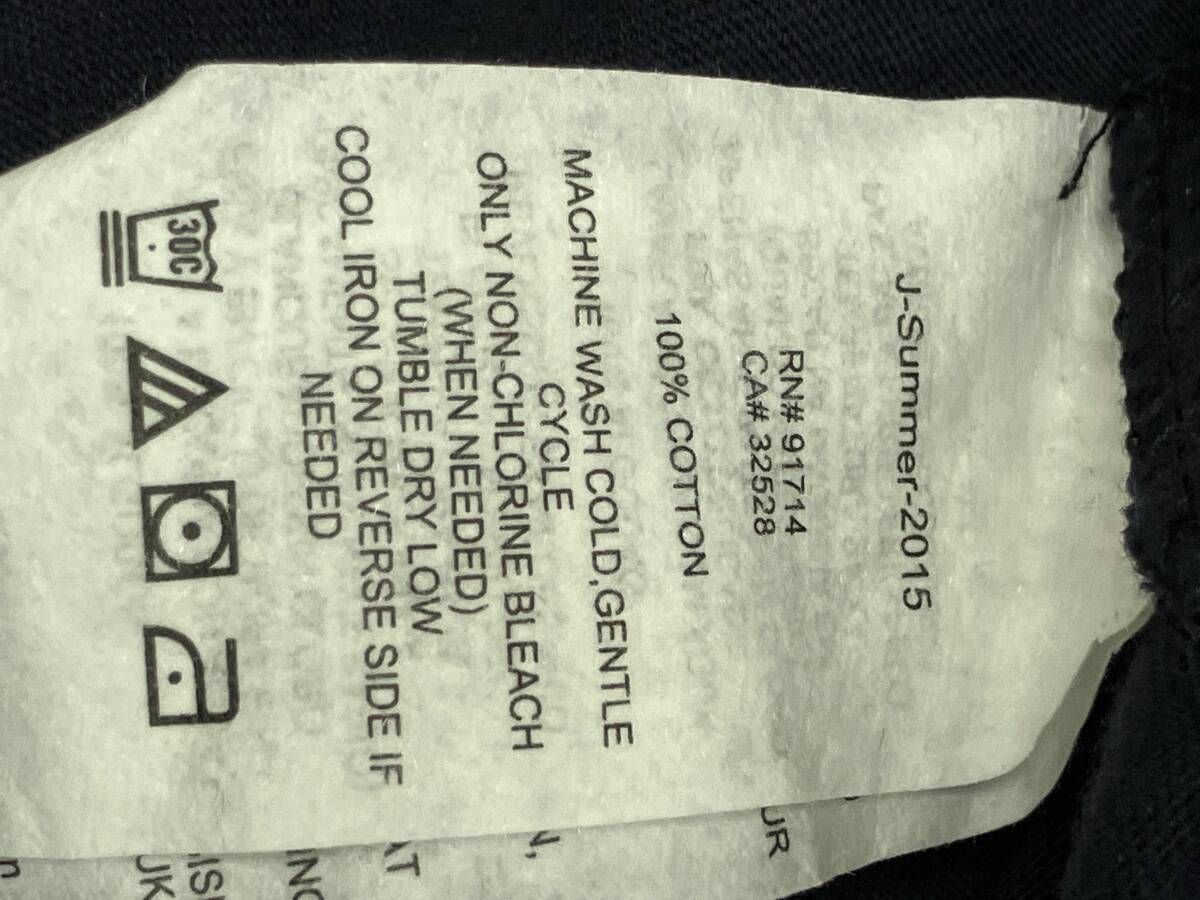 J-Summer-2015
RN# 91714
CA# 32528
100% COTTON
MACHINE WASH COLD,GENTLE
CYCLE
ONLY NON-CHLORINE BLEACH
(WHEN NEEDED)
TUMBLE DRY LOW
COOL IRON ON REVERSE SIDE IF
NEEDED
30C